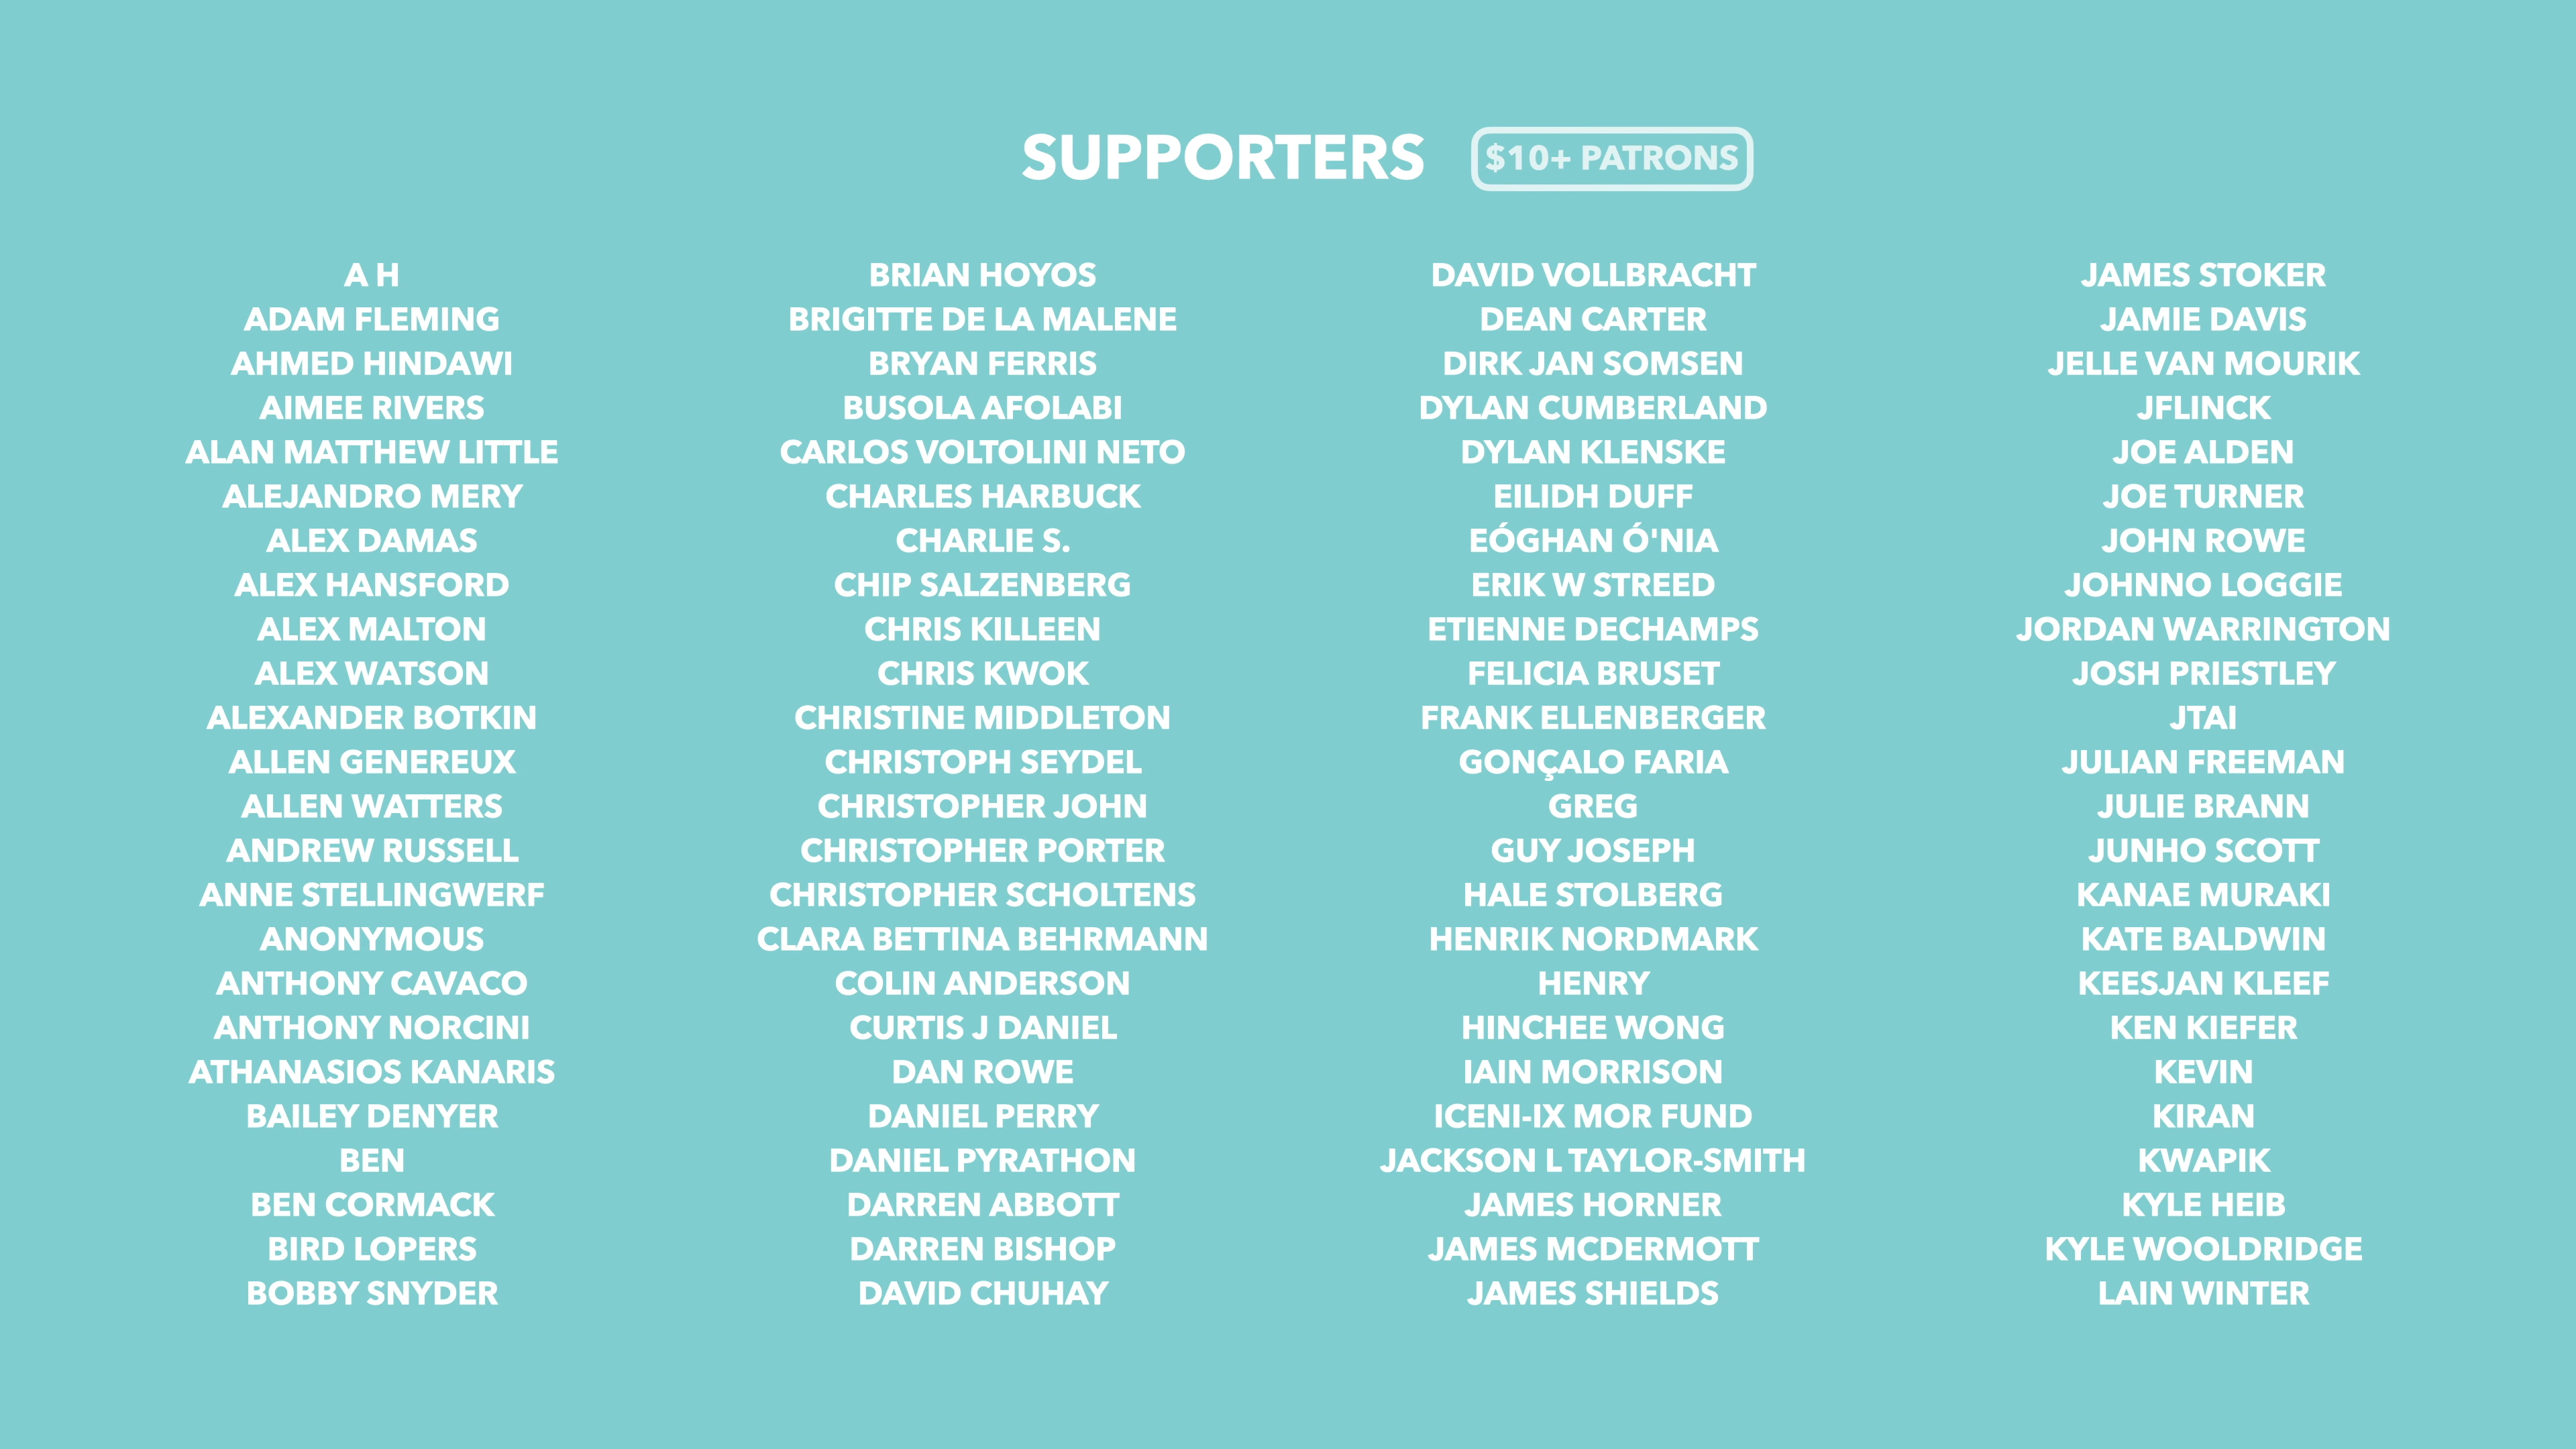 SUPPORTERS $10+ PATRONS
A H
ADAM FLEMING
AHMED HINDAWI
AIMEE RIVERS
ALAN MATTHEW LITTLE
ALEJANDRO MERY
ALEX DAMAS
ALEX HANSFORD
ALEX MALTON
ALEX WATSON
ALEXANDER BOTKIN
ALLEN GENEREUX
ALLEN WATTERS
ANDREW RUSSELL
ANNE STELLINGWERF
ANONYMOUS
ANTHONY CAVACO
ANTHONY NORCINI
ATHANASIOS KANARIS
BAILEY DENYER
BEN
BEN CORMACK
BIRD LOPERS
BOBBY SNYDER
BRIAN HOYOS
BRIGITTE DE LA MALENE
BRYAN FERRIS
BUSOLA AFOLABI
CARLOS VOLTOLINI NETO
CHARLES HARBUCK
CHARLIE S.
CHIP SALZENBERG
CHRIS KILLEEN
CHRIS KWOK
CHRISTINE MIDDLETON
CHRISTOPH SEYDEL
CHRISTOPHER JOHN
CHRISTOPHER PORTER
CHRISTOPHER SCHOLTENS
CLARA BETTINA BEHRMANN
COLIN ANDERSON
CURTIS J DANIEL
DAN ROWE
DANIEL PERRY
DANIEL PYRATHON
DARREN ABBOTT
DARREN BISHOP
DAVID CHUHAY
DAVID VOLLBRACHT
DEAN CARTER
DIRK JAN SOMSEN
DYLAN CUMBERLAND
DYLAN KLENSKE
EILIDH DUFF
EÓGHAN Ó'NIA
ERIK W STREED
ETIENNE DECHAMPS
FELICIA BRUSET
FRANK ELLENBERGER
GONÇALO FARIA
GREG
GUY JOSEPH
HALE STOLBERG
HENRIK NORDMARK
HENRY
HINCHEE WONG
IAIN MORRISON
ICENI-IX MOR FUND
JACKSON L TAYLOR-SMITH
JAMES HORNER
JAMES MCDERMOTT
JAMES SHIELDS
JAMES STOKER
JAMIE DAVIS
JELLE VAN MOURIK
JFLINCK
JOE ALDEN
JOE TURNER
JOHN ROWE
JOHNNO LOGGIE
JORDAN WARRINGTON
JOSH PRIESTLEY
JTAI
JULIAN FREEMAN
JULIE BRANN
JUNHO SCOTT
KANAE MURAKI
KATE BALDWIN
KEESJAN KLEEF
KEN KIEFER
KEVIN
KIRAN
KWAPIK
KYLE HEIB
KYLE WOOLDRIDGE
LAIN WINTER